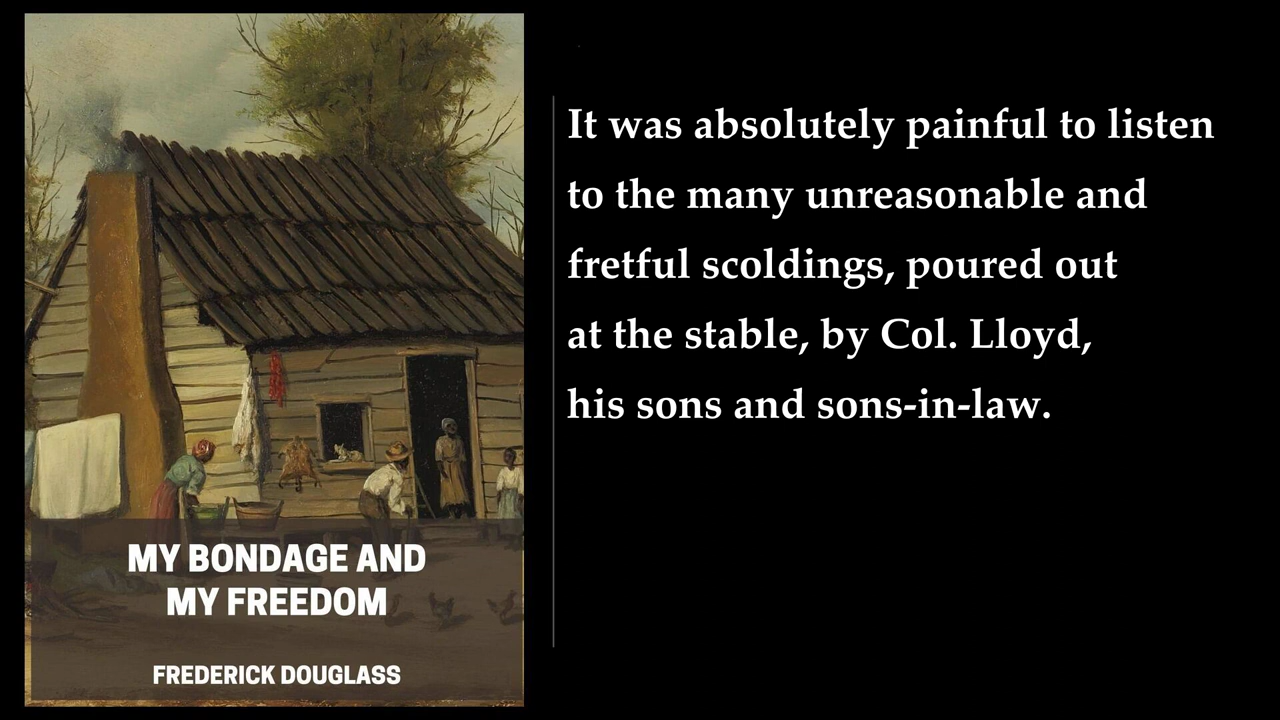 MY BONDAGE AND
MY FREEDOM
FREDERICK DOUGLASS
It was absolutely painful to listen
to the many unreasonable and
fretful scoldings, poured out
at the stable, by Col. Lloyd,
his sons and sons-in-law.